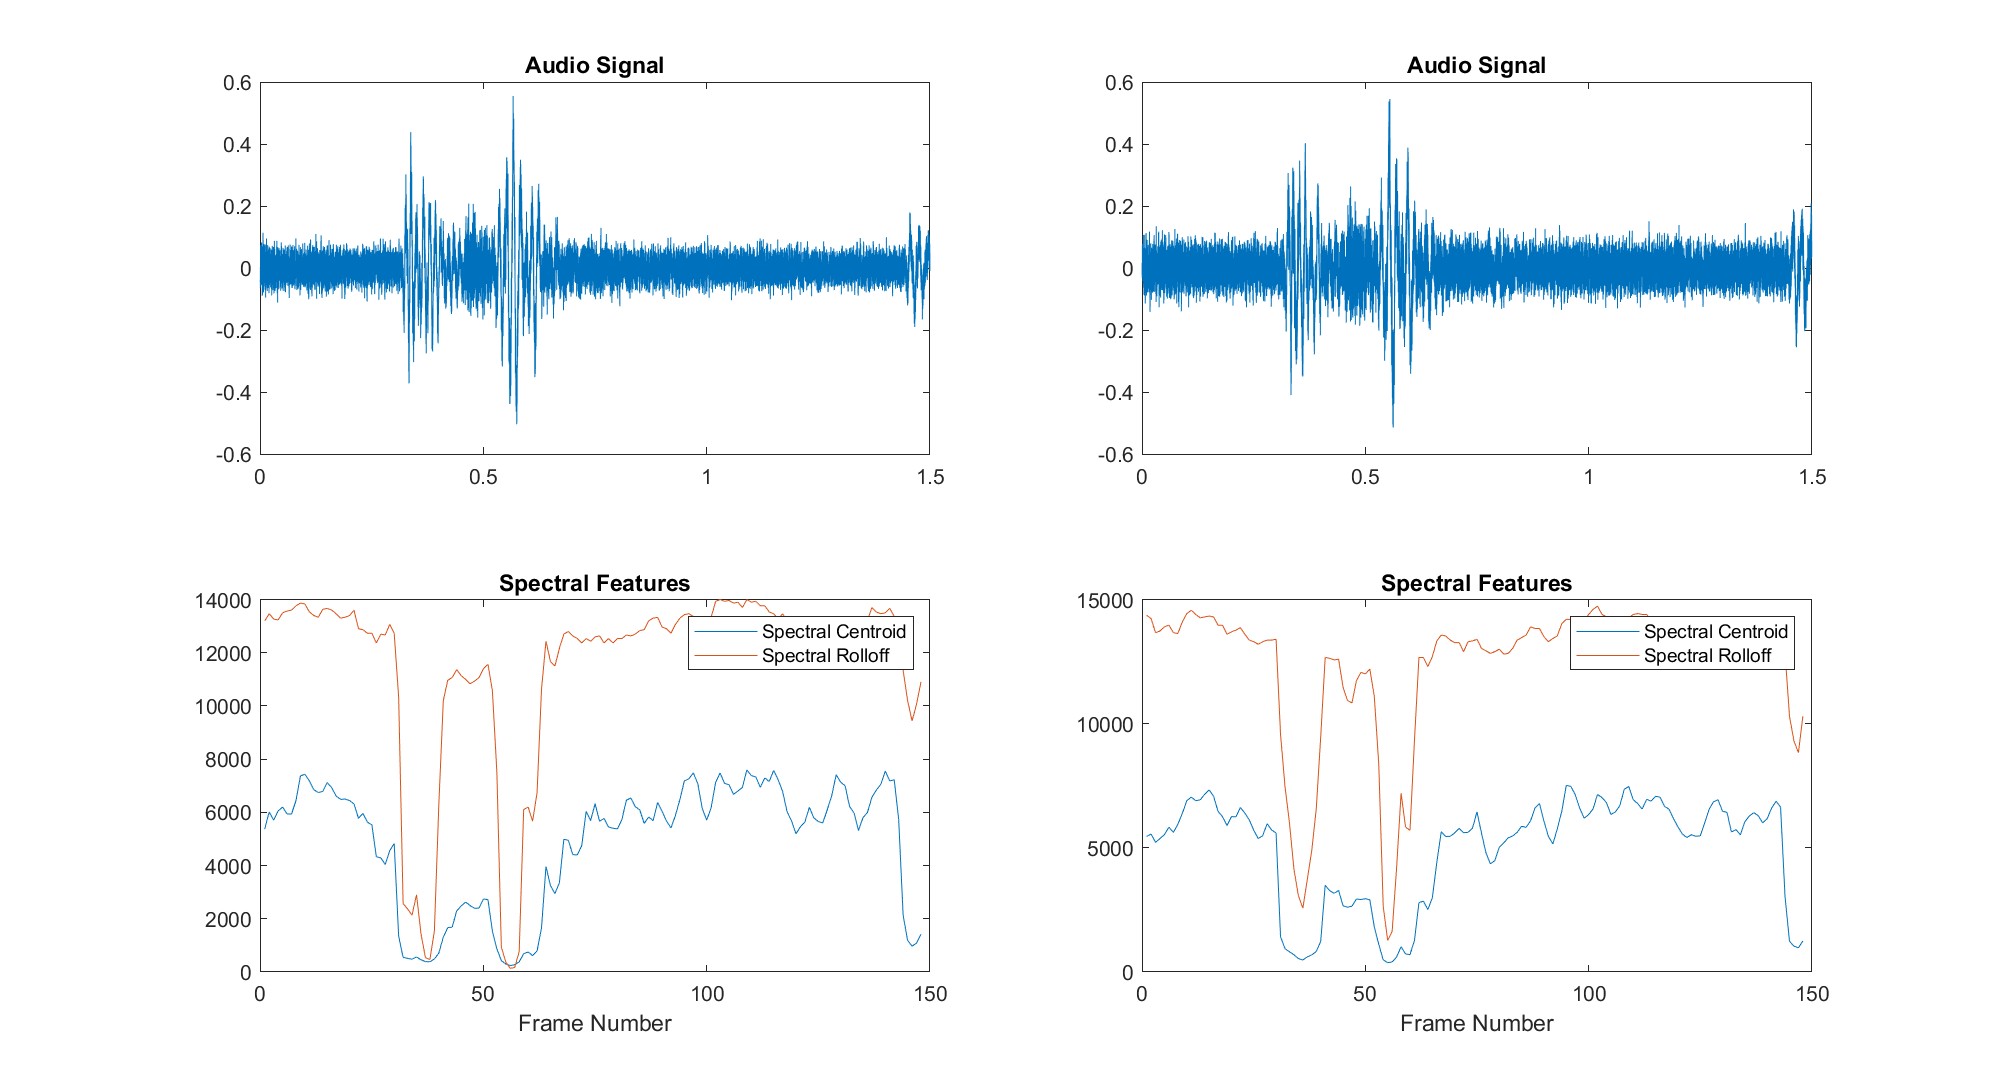 Audio Signal
0.6
0.4
0.2
0
-0.2
-0.4
-0.6
0 0.5 1 1.5
Audio Signal
0.6
0.4
0.2
0
-0.2
-0.4
-0.6
0 0.5 1 1.5
Spectral Features
14000
12000
10000
8000
6000
4000
2000
0
Spectral Centroid
Spectral Rolloff
0 50 100 150
Frame Number
Spectral Features
15000
10000
5000
0
Spectral Centroid
Spectral Rolloff
0 50 100 150
Frame Number